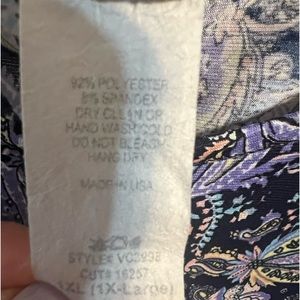 92% POLYESTER
8% SPANDEX
DRY CLEAN OR
HAND WASH COLD
DO NOT BLEACH
HANG DRY
MADE IN USA
STYLE# VC2998
CUT# 16257
1XL (1X-Large)